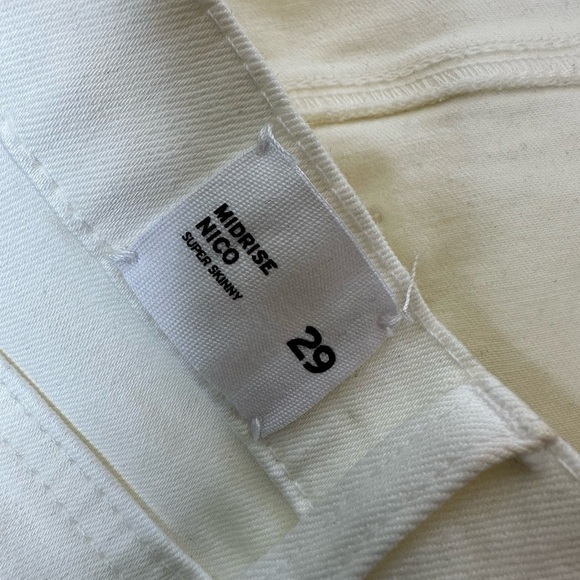 MIDRISE
NICO
SUPER SKINNY
29